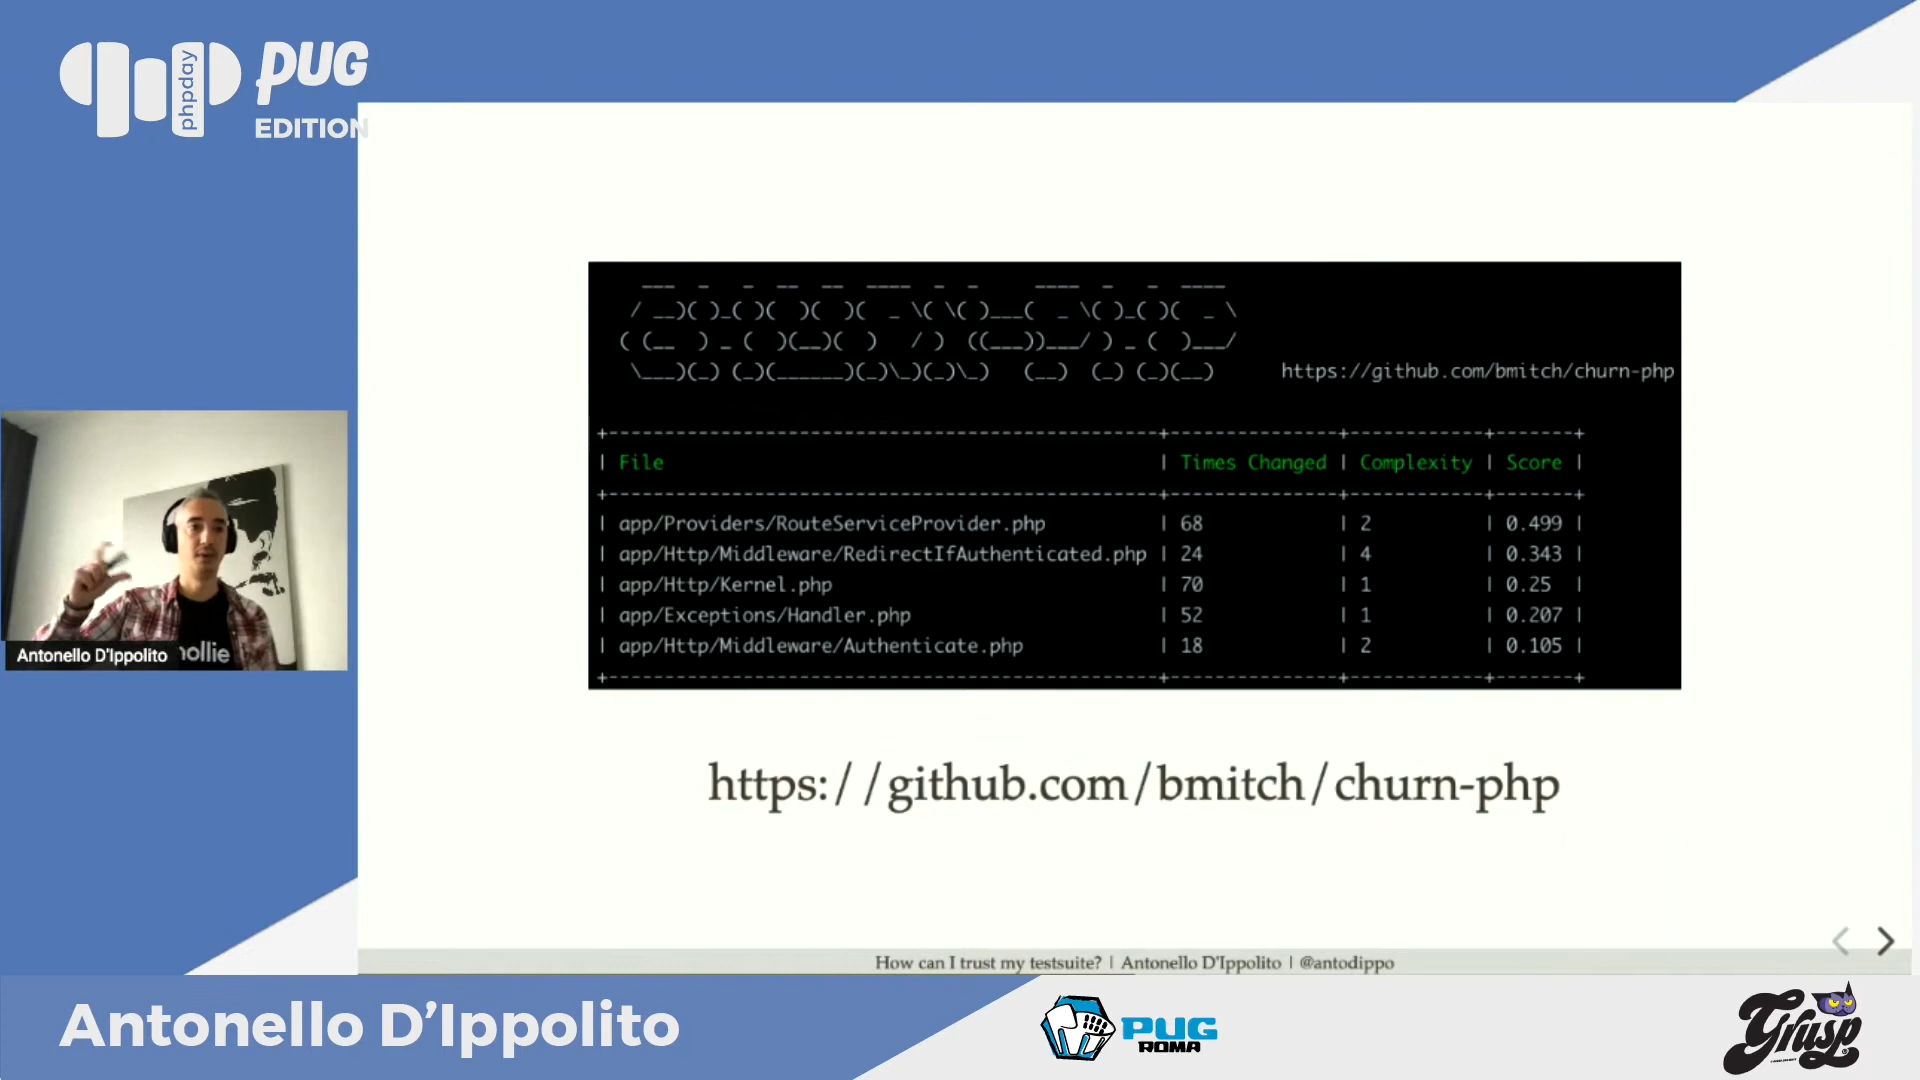 phpday
PUG
EDITION
https://github.com/bmitch/churn-php
| File | Times Changed | Complexity | Score |
| app/Providers/RouteServiceProvider.php | 68 | 2 | 0.499 |
| app/Http/Middleware/RedirectIfAuthenticated.php | 24 | 4 | 0.343 |
| app/Http/Kernel.php | 70 | 1 | 0.25 |
| app/Exceptions/Handler.php | 52 | 1 | 0.207 |
| app/Http/Middleware/Authenticate.php | 18 | 2 | 0.105 |
https://github.com/bmitch/churn-php
ollie
Antonello D'Ippolito
How can I trust my testsuite? | Antonello D'Ippolito | @antodippo
Antonello D’Ippolito
PUG
ROMA
Grusp